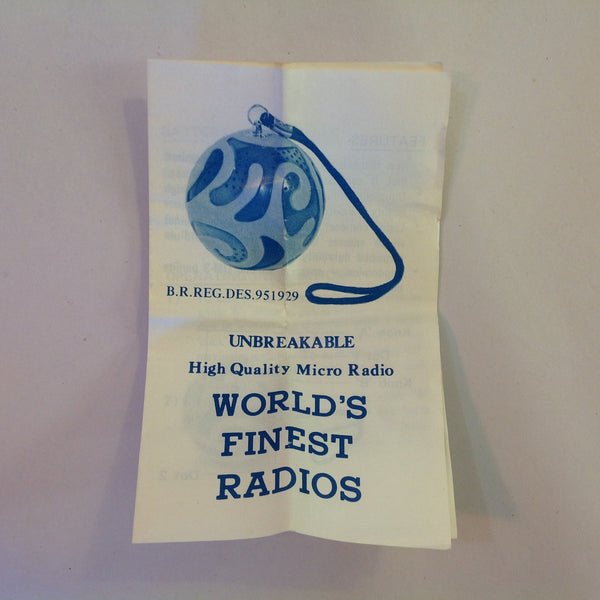 B.R.REG.DES.951929
UNBREAKABLE
High Quality Micro Radio
WORLD'S
FINEST
RADIOS